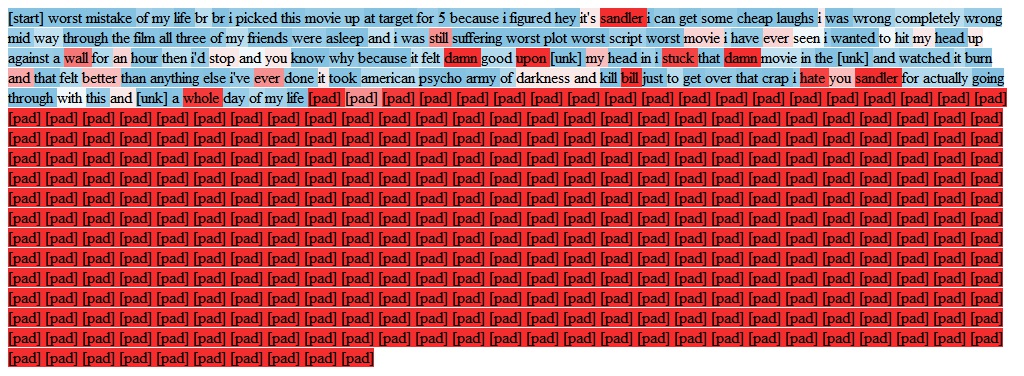 [start] worst mistake of my life br br i picked this movie up at target for 5 because i figured hey it's sandler i can get some cheap laughs i was wrong completely wrong
mid way through the film all three of my friends were asleep and i was still suffering worst plot worst script worst movie i have ever seen i wanted to hit my head up
against a wall for an hour then i'd stop and you know why because it felt damn good upon [unk] my head in i stuck that damn movie in the [unk] and watched it burn
and that felt better than anything else i've ever done it took american psycho army of darkness and kill bill just to get over that crap i hate you sandler for actually going
through with this and [unk] a whole day of my life [pad] [pad] [pad] [pad] [pad] [pad] [pad] [pad] [pad] [pad] [pad] [pad] [pad] [pad] [pad] [pad] [pad] [pad] [pad]
[pad] [pad] [pad] [pad] [pad] [pad] [pad] [pad] [pad] [pad] [pad] [pad] [pad] [pad] [pad] [pad] [pad] [pad] [pad] [pad] [pad] [pad] [pad] [pad] [pad] [pad] [pad]
[pad] [pad] [pad] [pad] [pad] [pad] [pad] [pad] [pad] [pad] [pad] [pad] [pad] [pad] [pad] [pad] [pad] [pad] [pad] [pad] [pad] [pad] [pad] [pad] [pad] [pad] [pad]
[pad] [pad] [pad] [pad] [pad] [pad] [pad] [pad] [pad] [pad] [pad] [pad] [pad] [pad] [pad] [pad] [pad] [pad] [pad] [pad] [pad] [pad] [pad] [pad] [pad] [pad] [pad]
[pad] [pad] [pad] [pad] [pad] [pad] [pad] [pad] [pad] [pad] [pad] [pad] [pad] [pad] [pad] [pad] [pad] [pad] [pad] [pad] [pad] [pad] [pad] [pad] [pad] [pad] [pad]
[pad] [pad] [pad] [pad] [pad] [pad] [pad] [pad] [pad] [pad] [pad] [pad] [pad] [pad] [pad] [pad] [pad] [pad] [pad] [pad] [pad] [pad] [pad] [pad] [pad] [pad] [pad]
[pad] [pad] [pad] [pad] [pad] [pad] [pad] [pad] [pad] [pad] [pad] [pad] [pad] [pad] [pad] [pad] [pad] [pad] [pad] [pad] [pad] [pad] [pad] [pad] [pad] [pad] [pad]
[pad] [pad] [pad] [pad] [pad] [pad] [pad] [pad] [pad] [pad] [pad] [pad] [pad] [pad] [pad] [pad] [pad] [pad] [pad] [pad] [pad] [pad] [pad] [pad] [pad] [pad] [pad]
[pad] [pad] [pad] [pad] [pad] [pad] [pad] [pad] [pad] [pad] [pad] [pad] [pad] [pad] [pad] [pad] [pad] [pad] [pad] [pad] [pad] [pad] [pad] [pad] [pad] [pad] [pad]
[pad] [pad] [pad] [pad] [pad] [pad] [pad] [pad] [pad] [pad] [pad] [pad] [pad] [pad] [pad] [pad] [pad] [pad] [pad] [pad] [pad] [pad] [pad] [pad] [pad] [pad] [pad]
[pad] [pad] [pad] [pad] [pad] [pad] [pad] [pad] [pad] [pad] [pad] [pad] [pad] [pad] [pad] [pad] [pad] [pad] [pad] [pad] [pad] [pad] [pad] [pad] [pad] [pad] [pad]
[pad] [pad] [pad] [pad] [pad] [pad] [pad] [pad] [pad] [pad] [pad] [pad] [pad] [pad] [pad] [pad] [pad] [pad] [pad] [pad] [pad] [pad] [pad] [pad] [pad] [pad] [pad]
[pad] [pad] [pad] [pad] [pad] [pad] [pad] [pad] [pad] [pad] [pad] [pad] [pad] [pad] [pad] [pad] [pad] [pad] [pad] [pad] [pad] [pad] [pad] [pad] [pad] [pad] [pad]
[pad] [pad] [pad] [pad] [pad] [pad] [pad] [pad] [pad] [pad]